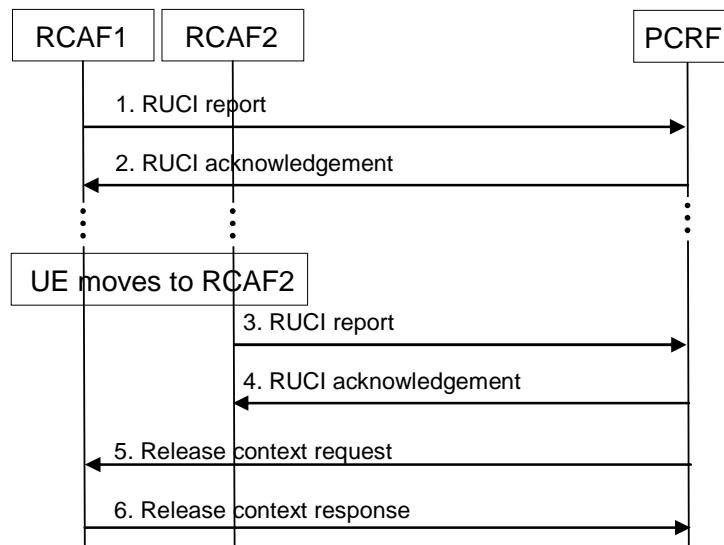 RCAF1
RCAF2
PCRF
1. RUCI report
2. RUCI acknowledgement
UE moves to RCAF2
3. RUCI report
4. RUCI acknowledgement
5. Release context request
6. Release context response